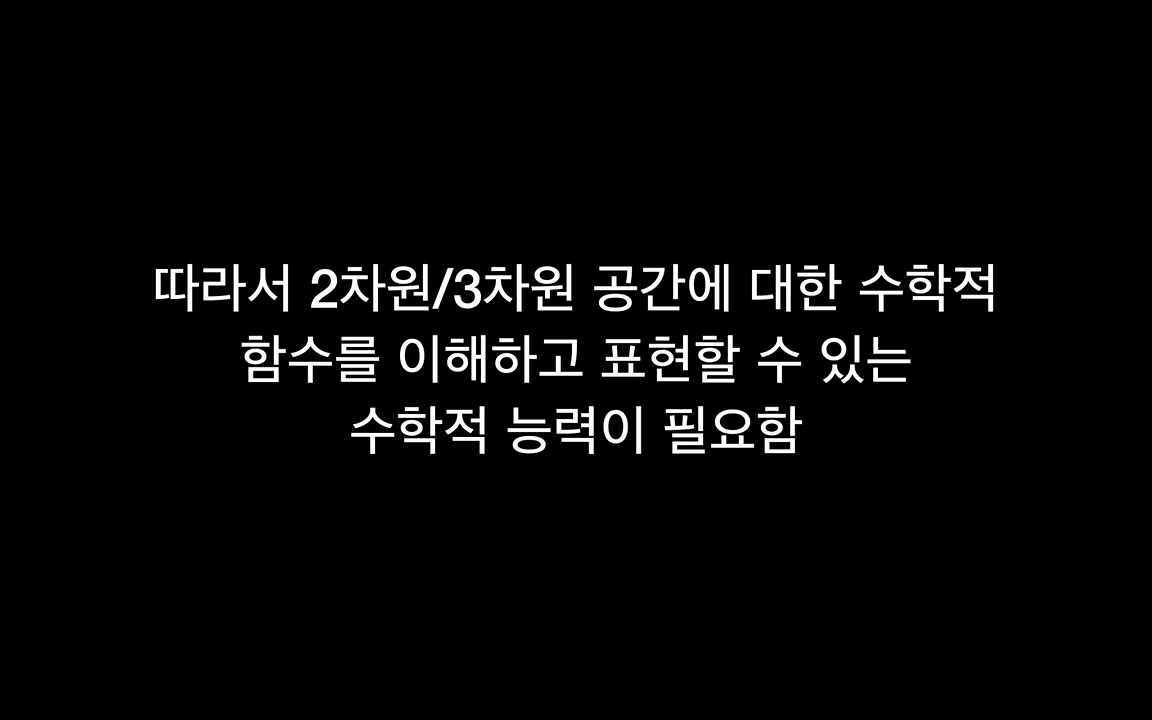 따라서 2차원/3차원 공간에 대한 수학적
함수를 이해하고 표현할 수 있는
수학적 능력이 필요함